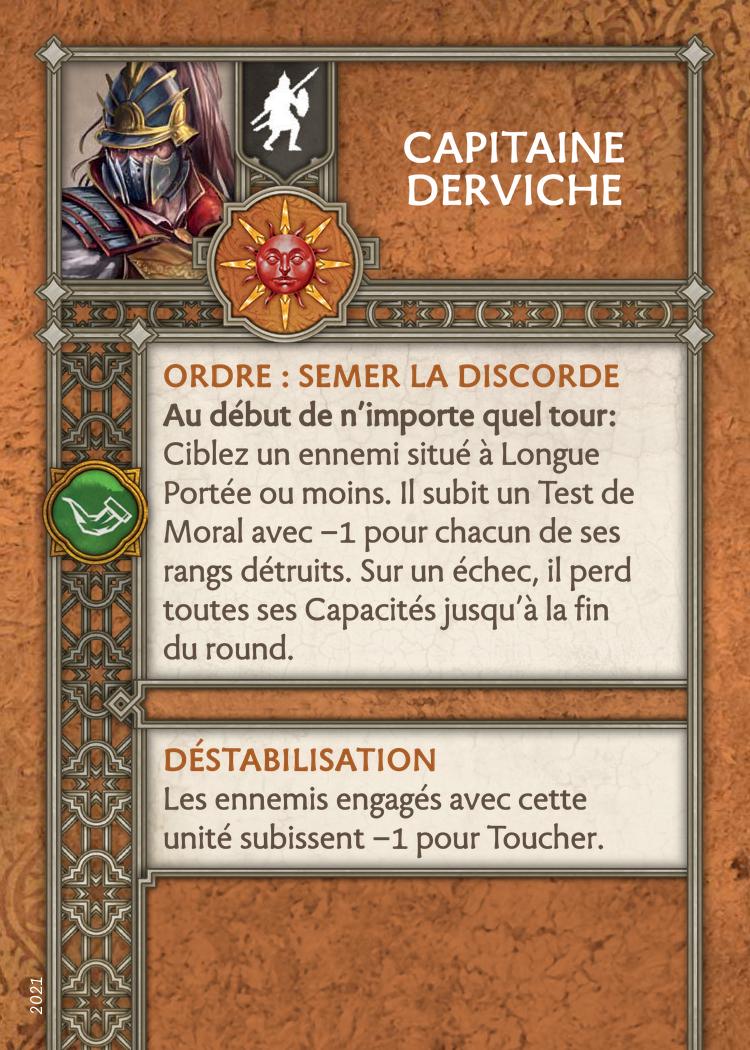 CAPITAINE
DERVICHE
ORDRE : SEMER LA DISCORDE
Au début de n'importe quel tour:
Ciblez un ennemi situé à Longue
Portée ou moins. Il subit un Test de
Moral avec –1 pour chacun de ses
rangs détruits. Sur un échec, il perd
toutes ses Capacités jusqu'à la fin
du round.
DÉSTABILISATION
Les ennemis engagés avec cette
unité subissent –1 pour Toucher.
2021